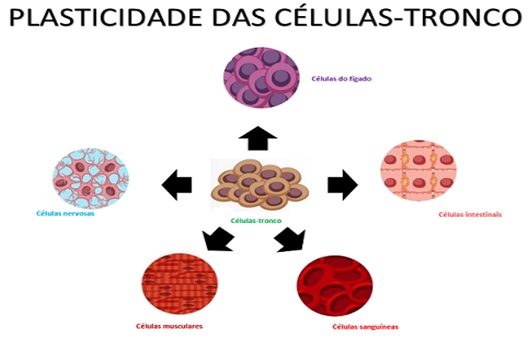 PLASTICIDADE DAS CÉLULAS-TRONCO
Células do fígado
Células nervosas
Células-tronco
Células intestinais
Células musculares
Células sanguíneas